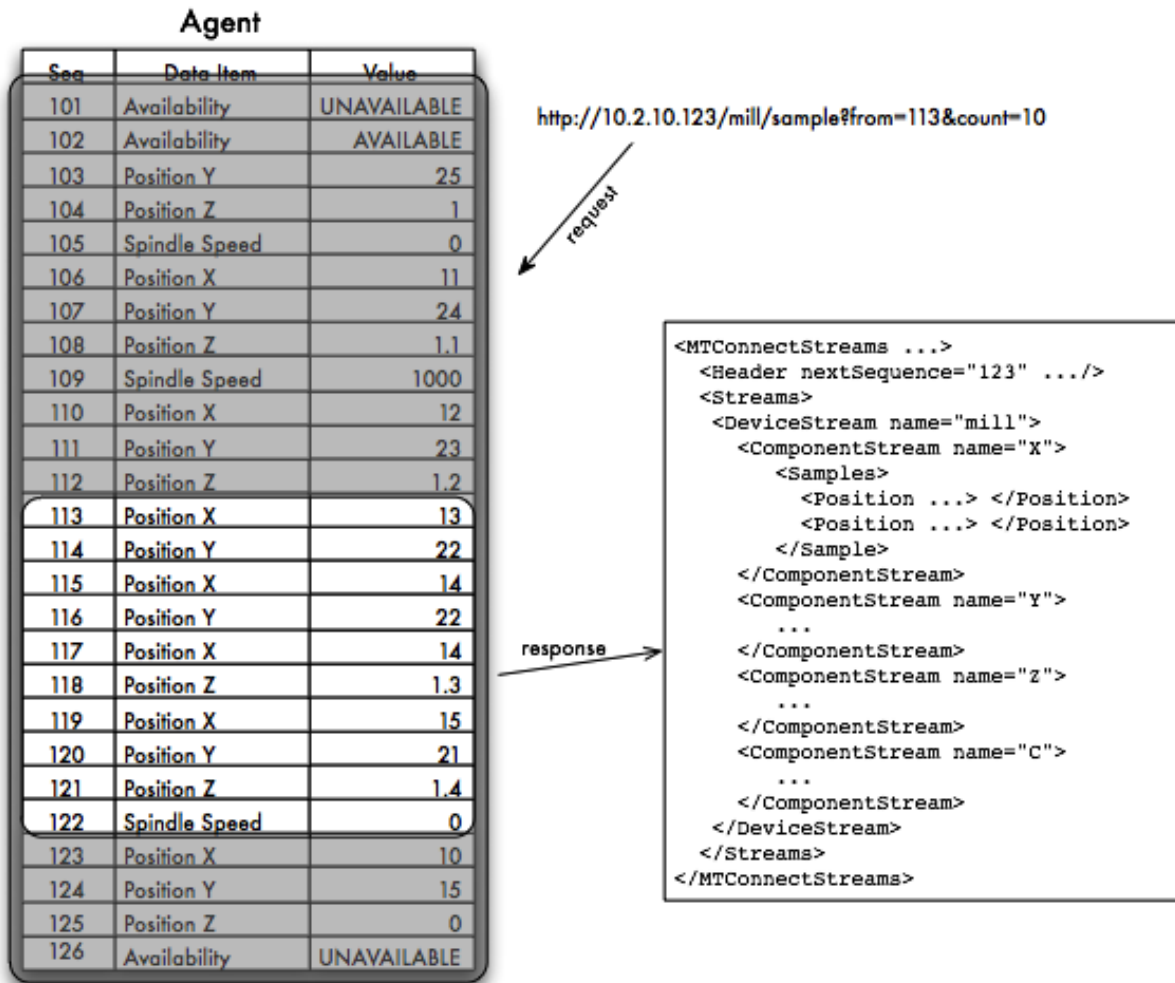 Agent
Seq Data Item Value
101 Availability UNAVAILABLE
102 Availability AVAILABLE
103 Position Y 25
104 Position Z 1
105 Spindle Speed 0
106 Position X 11
107 Position Y 24
108 Position Z 1.1
109 Spindle Speed 1000
110 Position X 12
111 Position Y 23
112 Position Z 1.2
113 Position X 13
114 Position Y 22
115 Position X 14
116 Position Y 22
117 Position X 14
118 Position Z 1.3
119 Position X 15
120 Position Y 21
121 Position Z 1.4
122 Spindle Speed 0
123 Position X 10
124 Position Y 15
125 Position Z 0
126 Availability UNAVAILABLE
http://10.2.10.123/mill/sample?from=113&count=10
request
response
<MTConnectStreams ...>
<Header nextSequence="123" .../>
<Streams>
<DeviceStream name="mill">
<ComponentStream name="X">
<Samples>
<Position ...> </Position>
<Position ...> </Position>
</Sample>
</ComponentStream>
<ComponentStream name="Y">
...
</ComponentStream>
<ComponentStream name="Z">
...
</ComponentStream>
<ComponentStream name="C">
...
</ComponentStream>
</DeviceStream>
</Streams>
</MTConnectStreams>